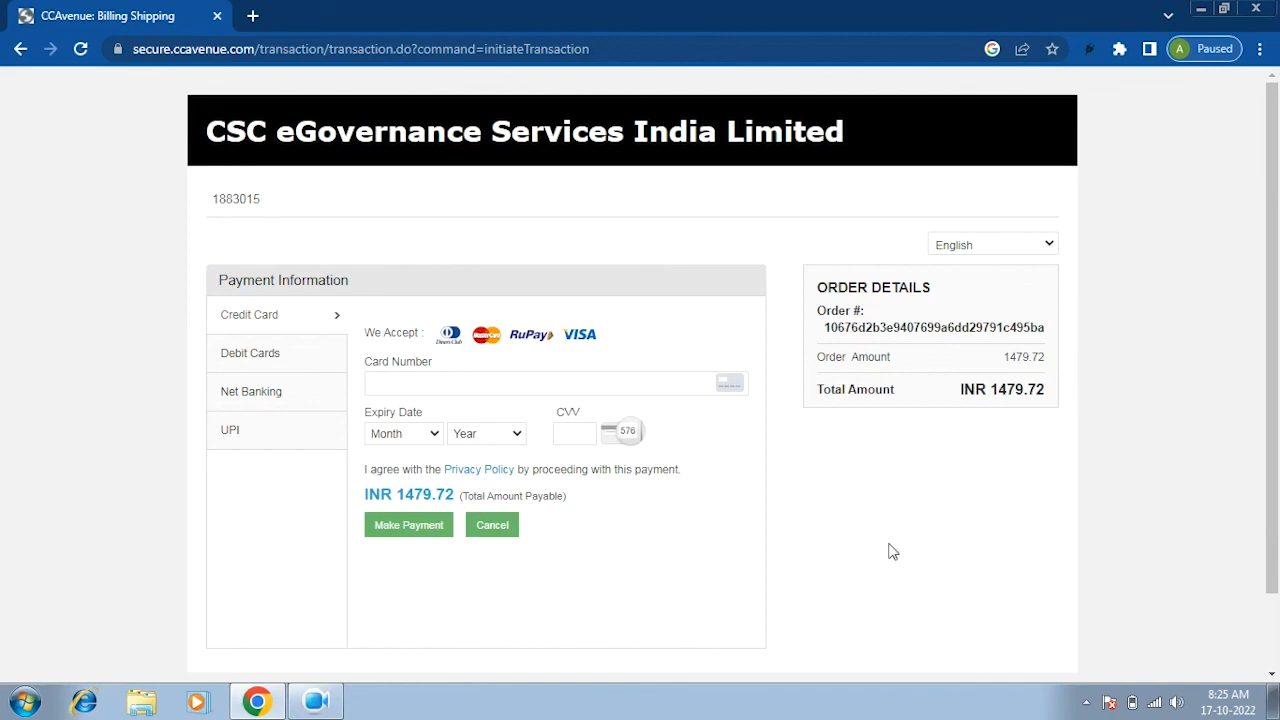 CCAvenue: Billing Shipping
secure.ccavenue.com/transaction/transaction.do?command=initiateTransaction
A Paused
CSC eGovernance Services India Limited
1883015
English
Payment Information
Credit Card
Debit Cards
Net Banking
UPI
We Accept :
Diners Club MasterCard RuPay VISA
Card Number
Expiry Date CVV
Month Year 576
I agree with the Privacy Policy by proceeding with this payment.
INR 1479.72 (Total Amount Payable)
Make Payment Cancel
ORDER DETAILS
Order #:
10676d2b3e9407699a6dd29791c495ba
Order Amount 1479.72
Total Amount INR 1479.72
8:25 AM
17-10-2022